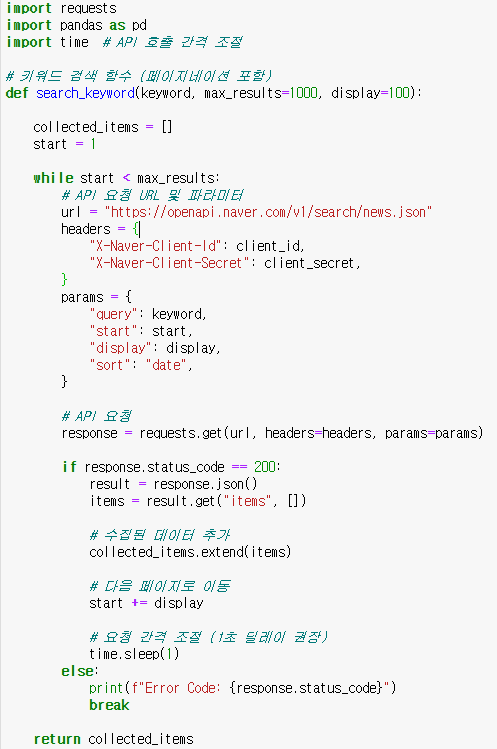 import requests
import pandas as pd
import time  # API 호출 간격 조절

# 키워드 검색 함수 (페이지네이션 포함)
def search_keyword(keyword, max_results=1000, display=100):

    collected_items = []
    start = 1

    while start < max_results:
        # API 요청 URL 및 파라미터
        url = "https://openapi.naver.com/v1/search/news.json"
        headers = {
            "X-Naver-Client-Id": client_id,
            "X-Naver-Client-Secret": client_secret,
        }
        params = {
            "query": keyword,
            "start": start,
            "display": display,
            "sort": "date",
        }

        # API 요청
        response = requests.get(url, headers=headers, params=params)

        if response.status_code == 200:
            result = response.json()
            items = result.get("items", [])

            # 수집된 데이터 추가
            collected_items.extend(items)

            # 다음 페이지로 이동
            start += display

            # 요청 간격 조절 (1초 딜레이 권장)
            time.sleep(1)
        else:
            print(f"Error Code: {response.status_code}")
            break

    return collected_items